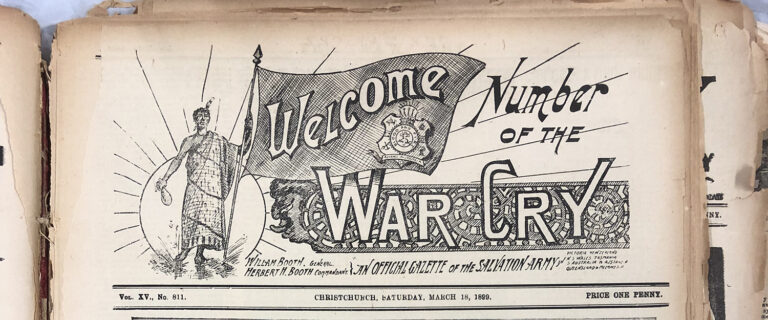 Welcome
Number
OF THE
WAR CRY
WILLIAM BOOTH, GENERAL
HERBERT H. BOOTH COMMANDANT
"AN OFFICIAL GAZETTE OF THE SALVATION ARMY"
VOL. XV., No. 811.
CHRISTCHURCH, SATURDAY, MARCH 18, 1899.
PRICE ONE PENNY.